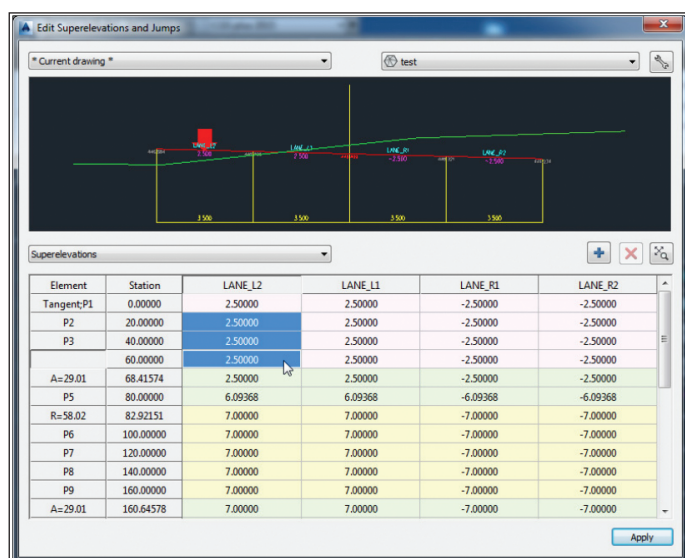 Edit Superelevations and Jumps
* Current drawing *
test
LANE_L2
3.500
LANE_L1
2.500
LANE_R1
-2.500
LANE_R2
-2.500
3.500 3.500 3.500 3.500
Superelevations
Element Station LANE_L2 LANE_L1 LANE_R1 LANE_R2
Tangent;P1 0.00000 2.50000 2.50000 -2.50000 -2.50000
P2 20.00000 2.50000 2.50000 -2.50000 -2.50000
P3 40.00000 2.50000 2.50000 -2.50000 -2.50000
60.00000 2.50000 2.50000 -2.50000 -2.50000
A=29.01 68.41574 2.50000 2.50000 -2.50000 -2.50000
P5 80.00000 6.09368 6.09368 -6.09368 -6.09368
R=58.02 82.92151 7.00000 7.00000 -7.00000 -7.00000
P6 100.00000 7.00000 7.00000 -7.00000 -7.00000
P7 120.00000 7.00000 7.00000 -7.00000 -7.00000
P8 140.00000 7.00000 7.00000 -7.00000 -7.00000
P9 160.00000 7.00000 7.00000 -7.00000 -7.00000
A=29.01 160.64578 7.00000 7.00000 -7.00000 -7.00000
Apply